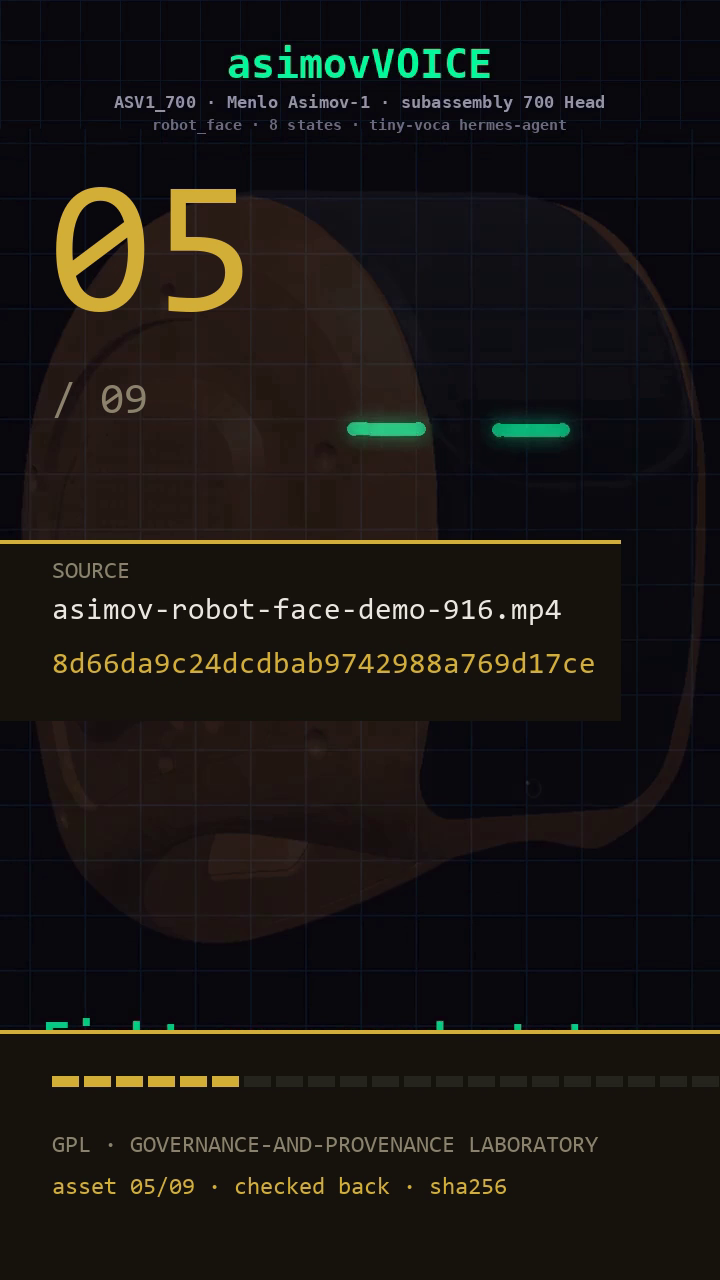 asimovVOICE
ASV1_700 · Menlo Asimov-1 · subassembly 700 Head
robot_face · 8 states · tiny-voca hermes-agent
05
/ 09
SOURCE
asimov-robot-face-demo-916.mp4
8d66da9c24dcdbab9742988a769d17ce
GPL · GOVERNANCE-AND-PROVENANCE LABORATORY
asset 05/09 · checked back · sha256